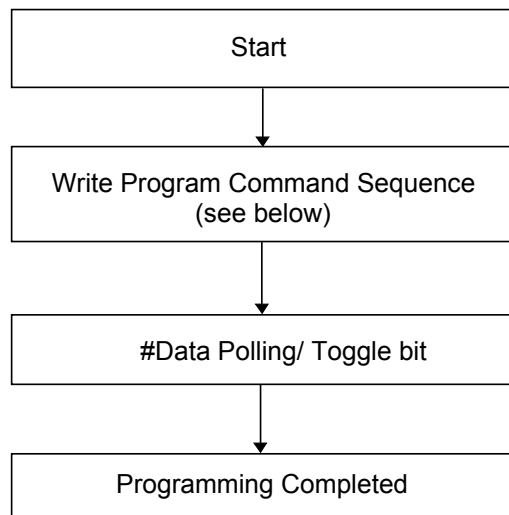 Start
Write Program Command Sequence
(see below)
#Data Polling/ Toggle bit
Programming Completed